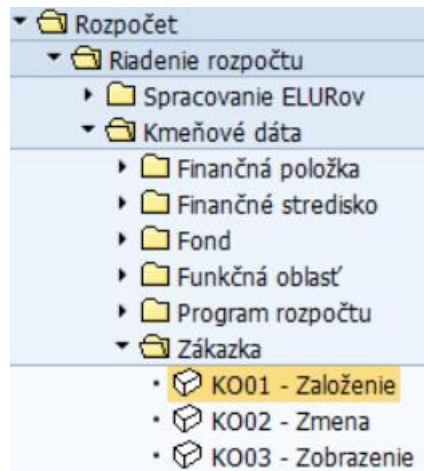 Rozpočet
Riadenie rozpočtu
Spracovanie ELURov
Kmeňové dáta
Finančná položka
Finančné stredisko
Fond
Funkčná oblasť
Program rozpočtu
Zákazka
KO01 - Založenie
KO02 - Zmena
KO03 - Zobrazenie